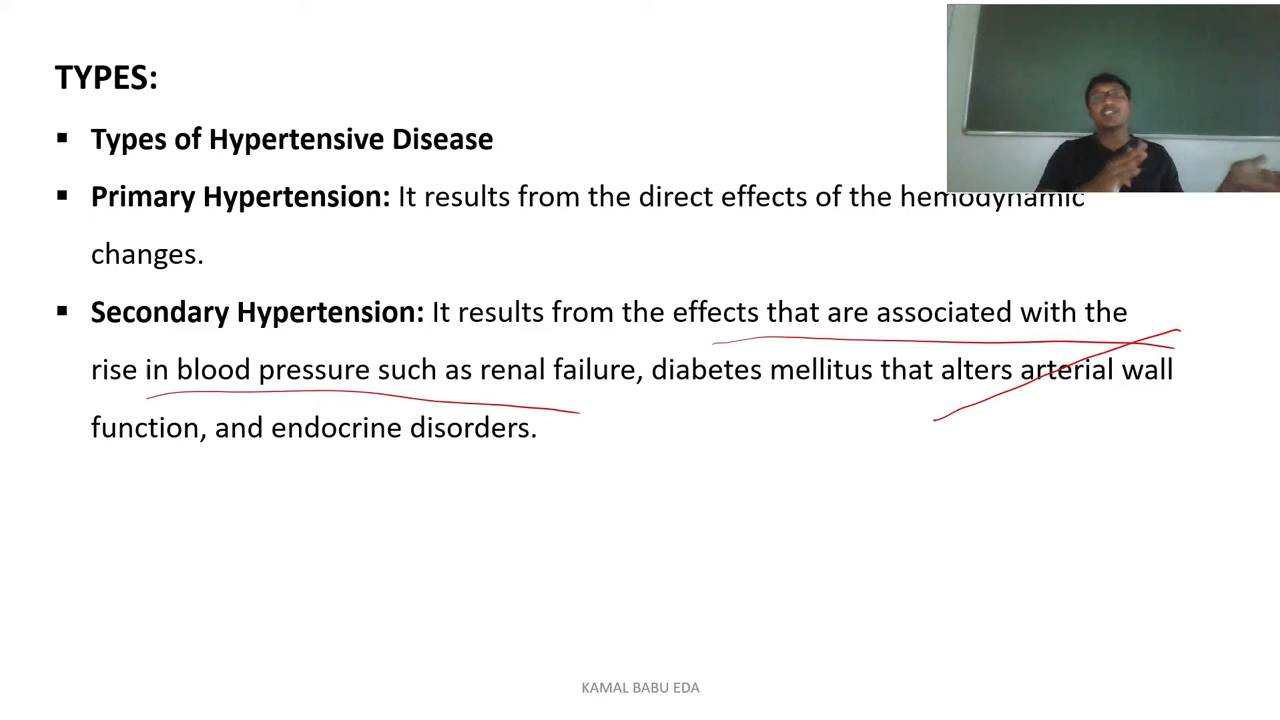 TYPES:
▪ Types of Hypertensive Disease
▪ Primary Hypertension: It results from the direct effects of the hemodynamic
changes.
▪ Secondary Hypertension: It results from the effects that are associated with the
rise in blood pressure such as renal failure, diabetes mellitus that alters arterial wall
function, and endocrine disorders.
KAMAL BABU EDA